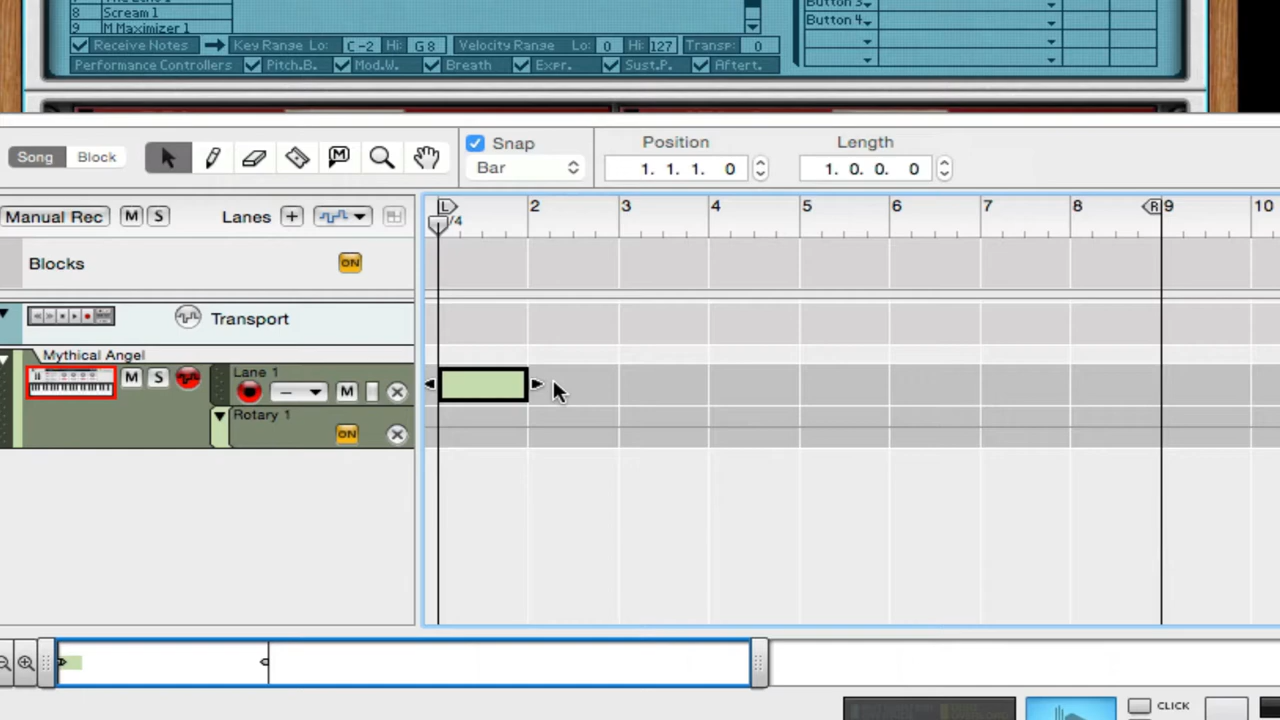 8 Scream 1
9 M Maximizer 1
Button 4
Receive Notes Key Range Lo: C-2 Hi: G 8 Velocity Range Lo: 0 Hi: 127 Transp: 0
Performance Controllers Pitch.B. Mod.W. Breath Expr. Sust.P. Aftert.
Song Block Snap Position Length
Bar 1. 1. 1. 0 1. 0. 0. 0
Manual Rec M S Lanes + L 2 3 4 5 6 7 8 R 9 10
/4
Blocks ON
Transport
Mythical Angel
M S Lane 1
– M
Rotary 1
ON
CLICK